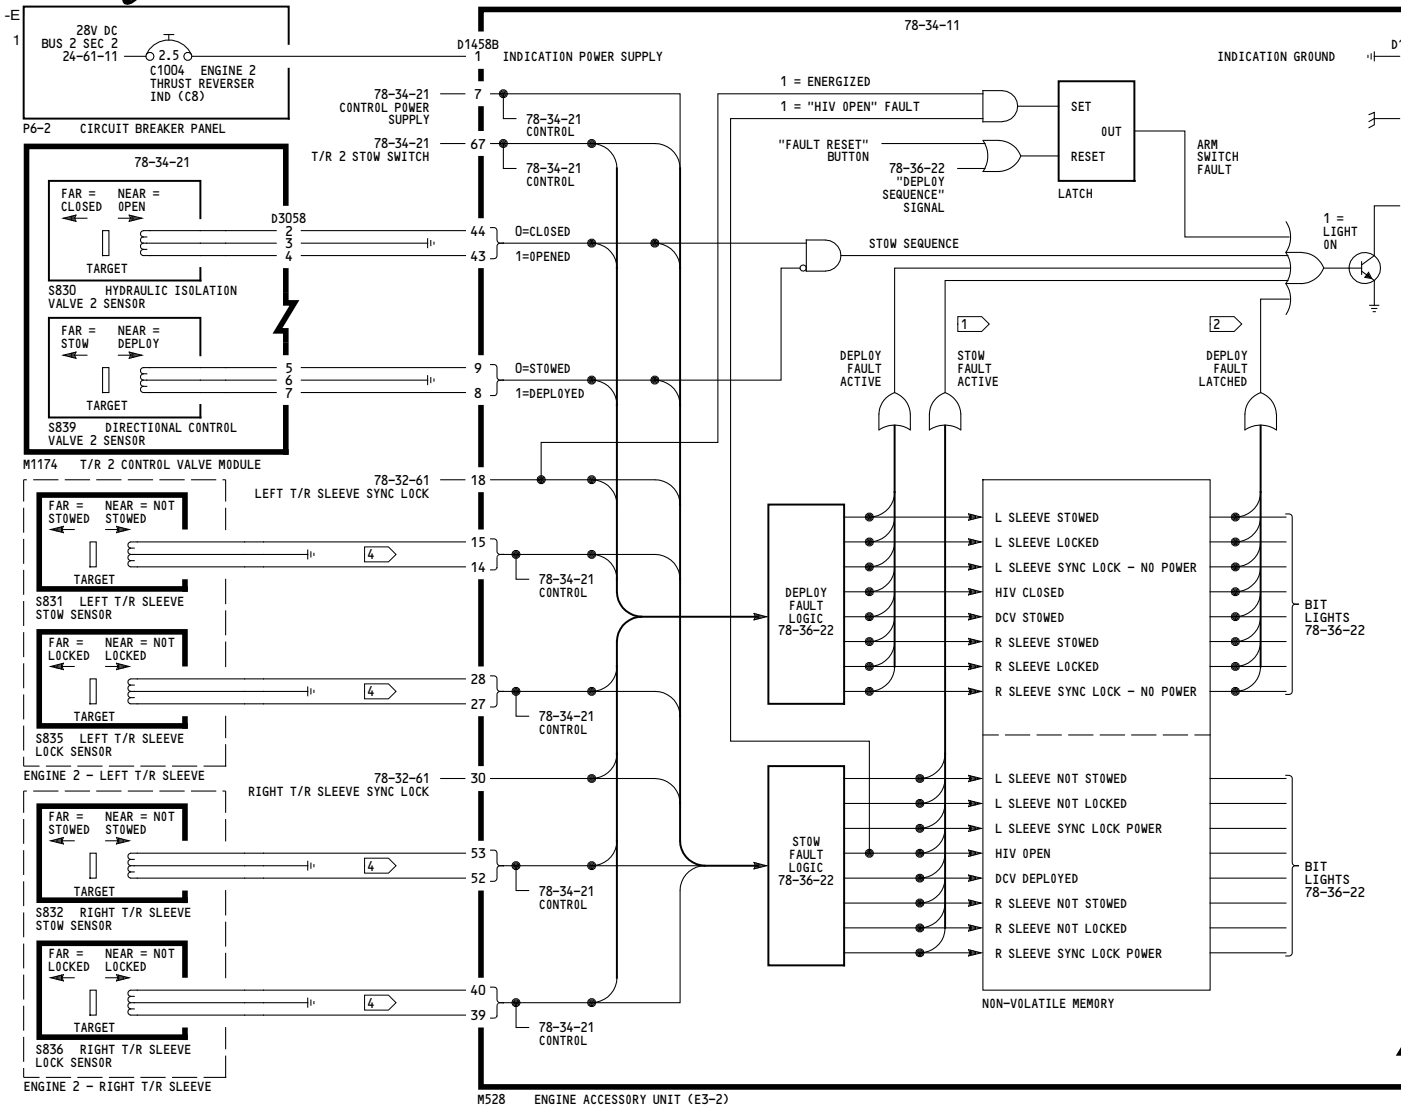 -E
1
28V DC
BUS 2 SEC 2
24-61-11
2.5
C1004 ENGINE 2
THRUST REVERSER
IND (C8)
P6-2 CIRCUIT BREAKER PANEL
78-34-11
D1458B
1 INDICATION POWER SUPPLY
INDICATION GROUND
78-34-21
CONTROL POWER
SUPPLY
7
78-34-21
CONTROL
78-34-21
T/R 2 STOW SWITCH
67
78-34-21
CONTROL
1 = ENERGIZED
1 = "HIV OPEN" FAULT
"FAULT RESET"
BUTTON
78-36-22
"DEPLOY
SEQUENCE"
SIGNAL
SET
OUT
RESET
LATCH
ARM
SWITCH
FAULT
1 =
LIGHT
ON
78-34-21
FAR =
CLOSED
NEAR =
OPEN
TARGET
D3058
2
3
4
S830 HYDRAULIC ISOLATION
VALVE 2 SENSOR
44
43
0=CLOSED
1=OPENED
STOW SEQUENCE
FAR =
STOW
NEAR =
DEPLOY
TARGET
5
6
7
S839 DIRECTIONAL CONTROL
VALVE 2 SENSOR
9
8
0=STOWED
1=DEPLOYED
M1174 T/R 2 CONTROL VALVE MODULE
1
2
DEPLOY
FAULT
ACTIVE
STOW
FAULT
ACTIVE
DEPLOY
FAULT
LATCHED
78-32-61
LEFT T/R SLEEVE SYNC LOCK
18
FAR =
STOWED
NEAR = NOT
STOWED
TARGET
S831 LEFT T/R SLEEVE
STOW SENSOR
4
15
14
78-34-21
CONTROL
FAR =
LOCKED
NEAR = NOT
LOCKED
TARGET
S835 LEFT T/R SLEEVE
LOCK SENSOR
4
28
27
78-34-21
CONTROL
ENGINE 2 - LEFT T/R SLEEVE
78-32-61
RIGHT T/R SLEEVE SYNC LOCK
30
FAR =
STOWED
NEAR = NOT
STOWED
TARGET
S832 RIGHT T/R SLEEVE
STOW SENSOR
4
53
52
78-34-21
CONTROL
FAR =
LOCKED
NEAR = NOT
LOCKED
TARGET
S836 RIGHT T/R SLEEVE
LOCK SENSOR
4
40
39
78-34-21
CONTROL
ENGINE 2 - RIGHT T/R SLEEVE
DEPLOY
FAULT
LOGIC
78-36-22
L SLEEVE STOWED
L SLEEVE LOCKED
L SLEEVE SYNC LOCK - NO POWER
HIV CLOSED
DCV STOWED
R SLEEVE STOWED
R SLEEVE LOCKED
R SLEEVE SYNC LOCK - NO POWER
BIT
LIGHTS
78-36-22
STOW
FAULT
LOGIC
78-36-22
L SLEEVE NOT STOWED
L SLEEVE NOT LOCKED
L SLEEVE SYNC LOCK POWER
HIV OPEN
DCV DEPLOYED
R SLEEVE NOT STOWED
R SLEEVE NOT LOCKED
R SLEEVE SYNC LOCK POWER
BIT
LIGHTS
78-36-22
NON-VOLATILE MEMORY
M528 ENGINE ACCESSORY UNIT (E3-2)